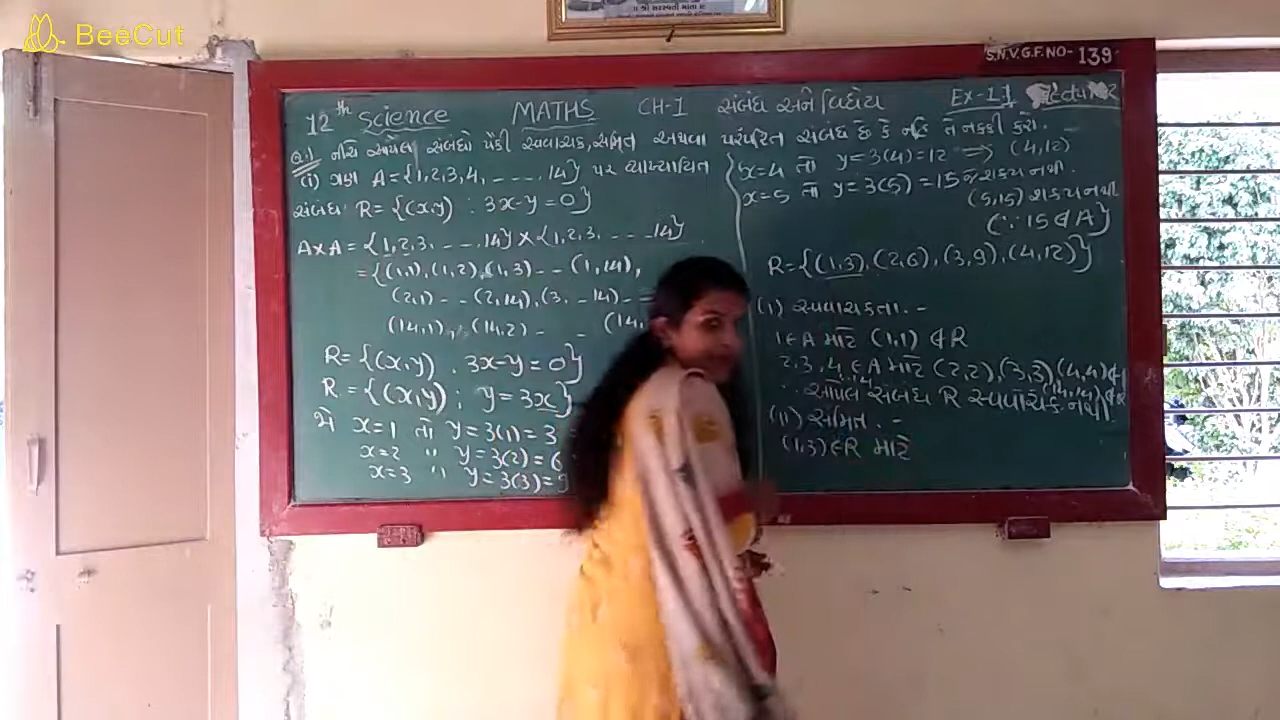 BeeCut
॥ શ્રી સરસ્વતી માતા
S.N.V.G.F.NO- 139
12th Science MATHS CH-1 સંબંધ અને વિધેય Ex-1.1
Q.1 નીચે આપેલા સંબંધો પૈકી સ્વવાચક, સંમિત અથવા પરંપરિત સંબંધ છે કે નહિ તે નક્કી કરો.
(i) ગણ A={1,2,3,4, - - - - ,14} પર વ્યાખ્યાયિત
સંબંધ R={(x,y) : 3x-y=0}
A×A={1,2,3, - - - ,14}×{1,2,3, - - - -14}
={(1,1),(1,2),(1,3)- - (1,14),
(2,1)- - (2,14),(3, - 14)- -
(14,1), (14,2) - - (14,
R={(x,y) . 3x-y=0}
R={(x,y) ; y=3x}
જો x=1 તો y=3(1)=3
x=2 " y=3(2)=6
x=3 " y=3(3)=9
x=4 તો y=3(4)=12 => (4,12)
x=5 તો y=3(5)=15 જે શક્ય નથી
(5,15) શક્ય નથી
(∵ 15∉A}
R={(1,3),(2,6),(3,9),(4,12)}
(i) સ્વવાચકતા. -
1∈A માટે (1,1)∉R
2,3,4 ∈A માટે (2,2),(3,3)(4,4)
∴ આપેલ સંબંધ R સ્વવાચક નથી.
(ii) સંમિત. -
(1,3)∈R માટે